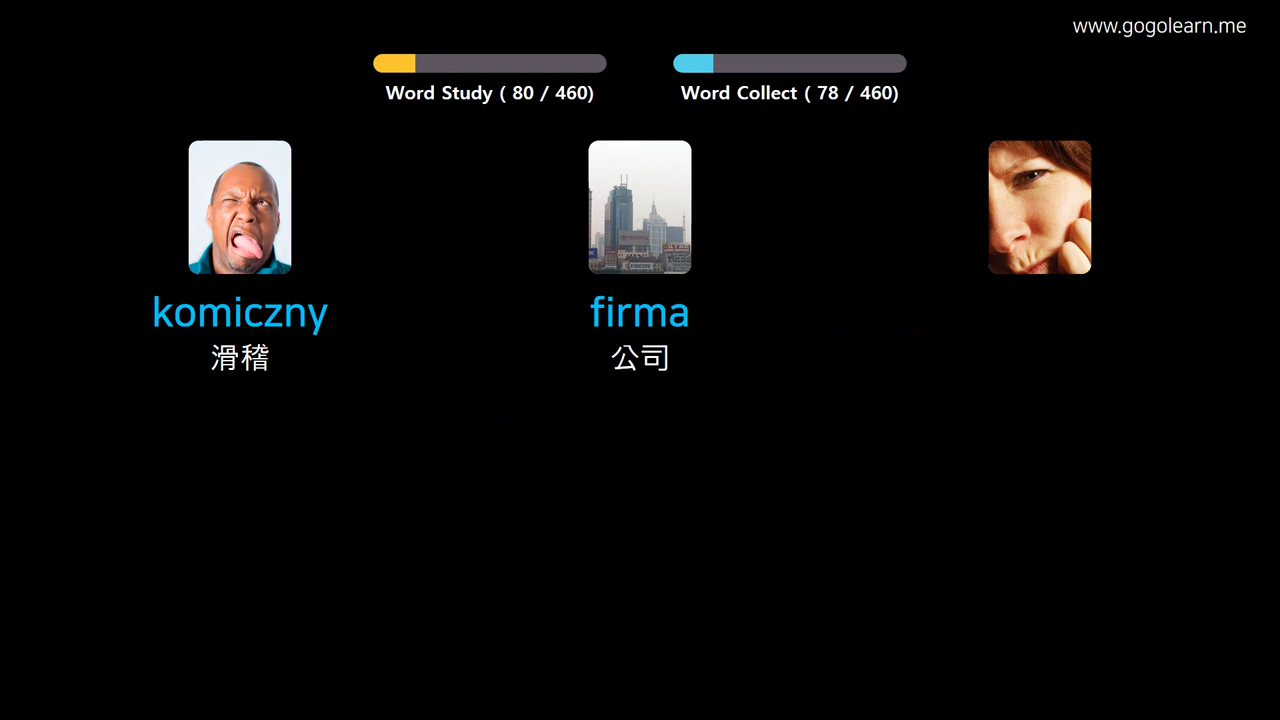 www.gogolearn.me
Word Study ( 80 / 460)
Word Collect ( 78 / 460)
komiczny
firma
滑稽
公司